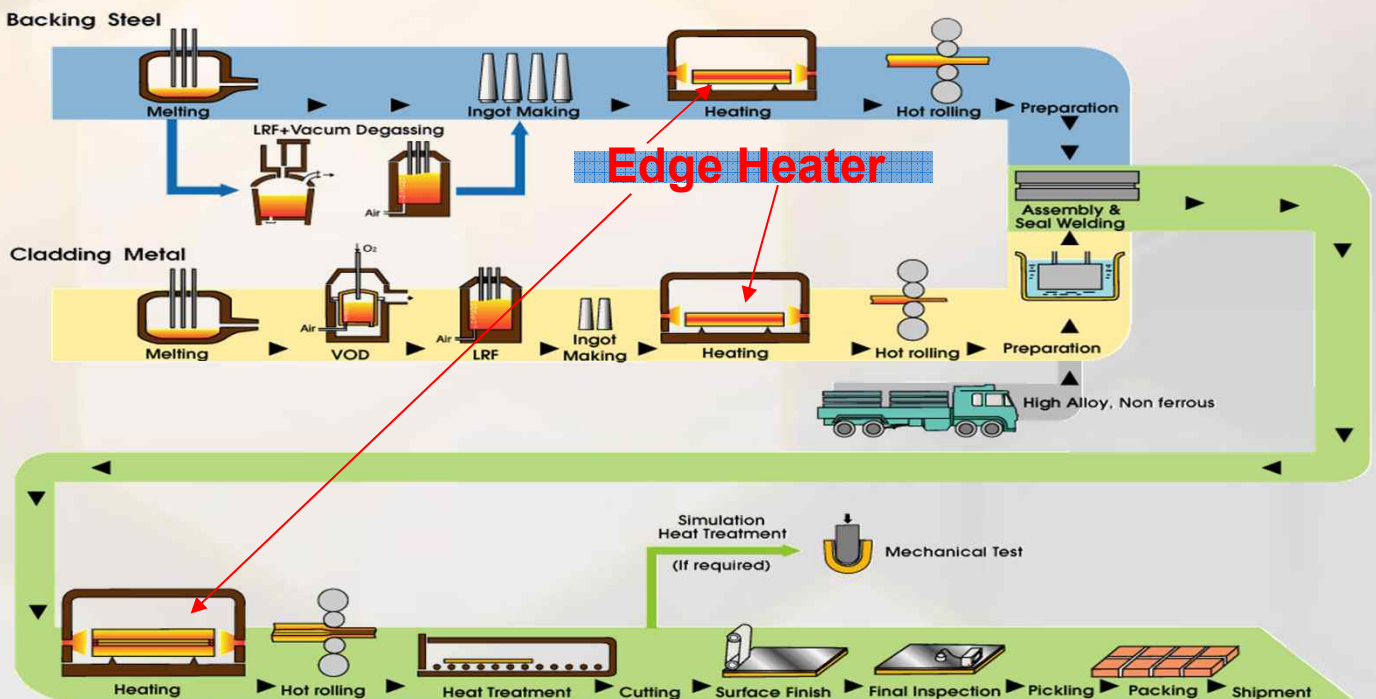 Backing Steel
Melting
Ingot Making
Heating
Hot rolling
Preparation
LRF+Vacum Degassing
Air
Edge Heater
Assembly &
Seal Welding
Cladding Metal
O2
Air
Air
Melting
VOD
LRF
Ingot
Making
Heating
Hot rolling
Preparation
High Alloy, Non ferrous
Simulation
Heat Treatment
(If required)
Mechanical Test
Heating
Hot rolling
Heat Treatment
Cutting
Surface Finish
Final Inspection
Pickling
Packing
Shipment